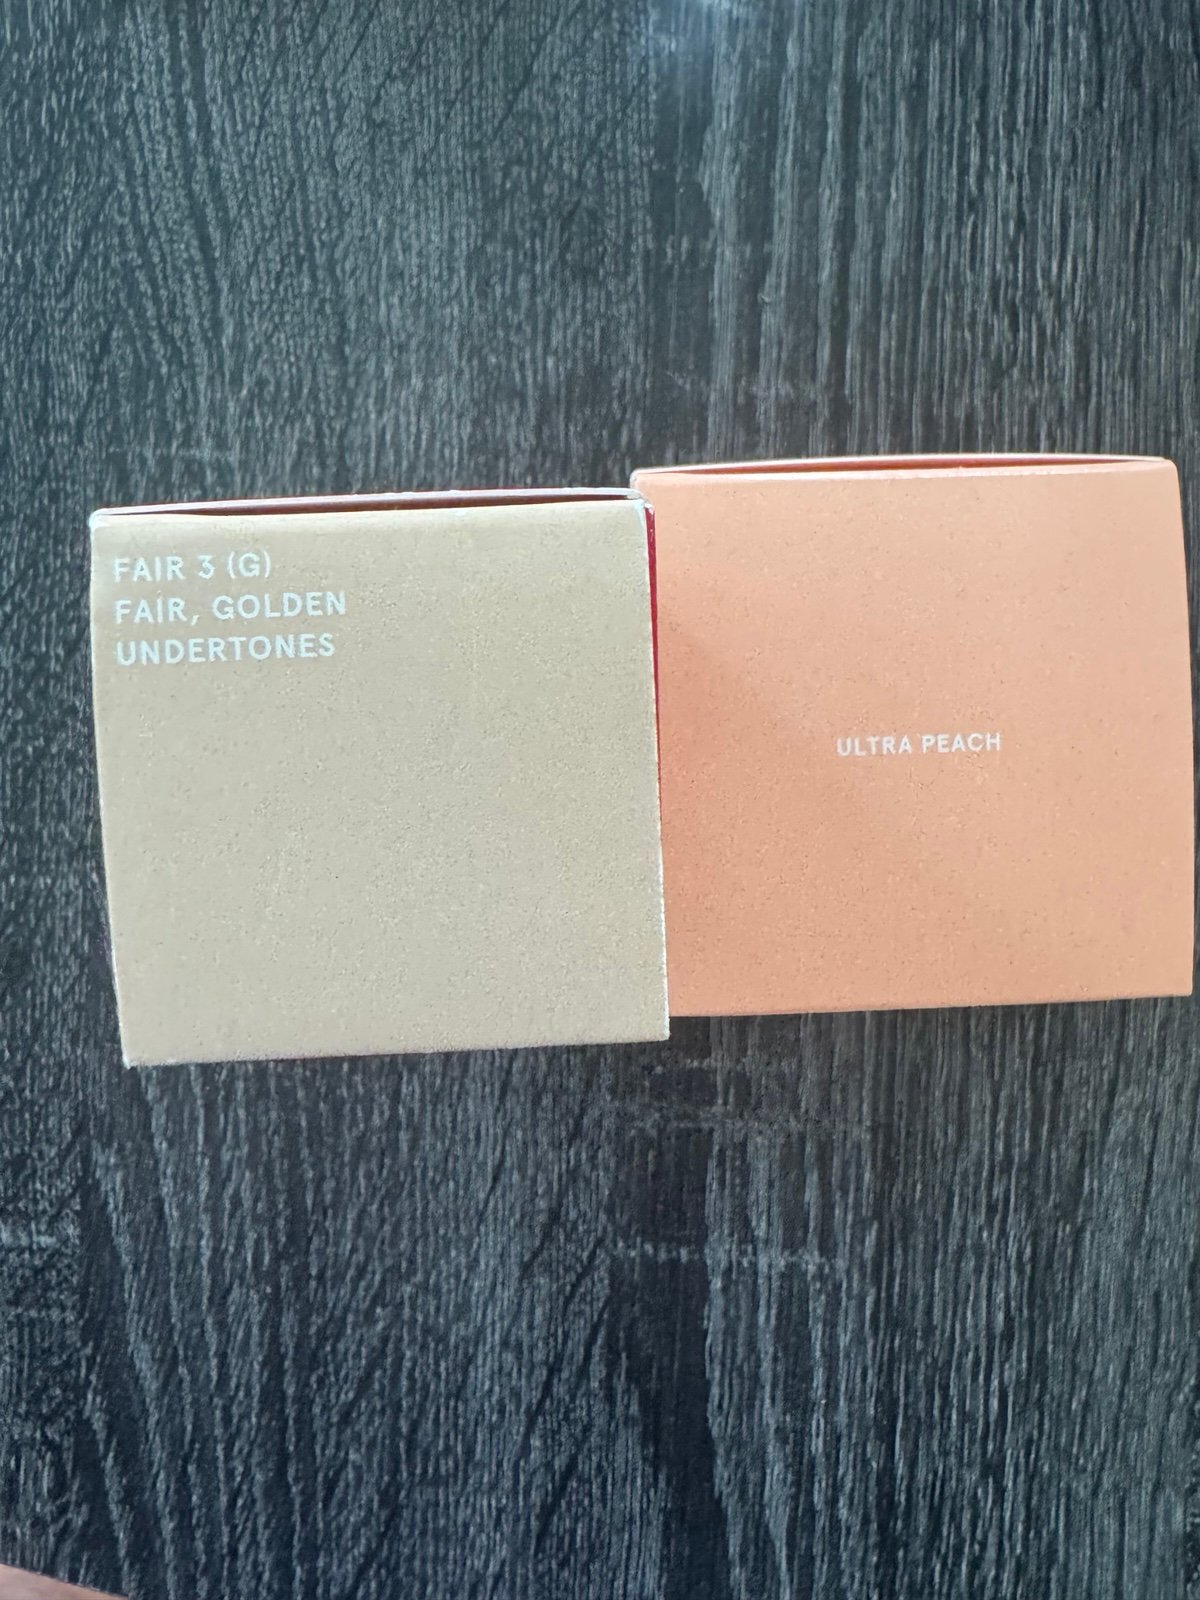 FAIR 3 (G)
FAIR, GOLDEN
UNDERTONES
ULTRA PEACH